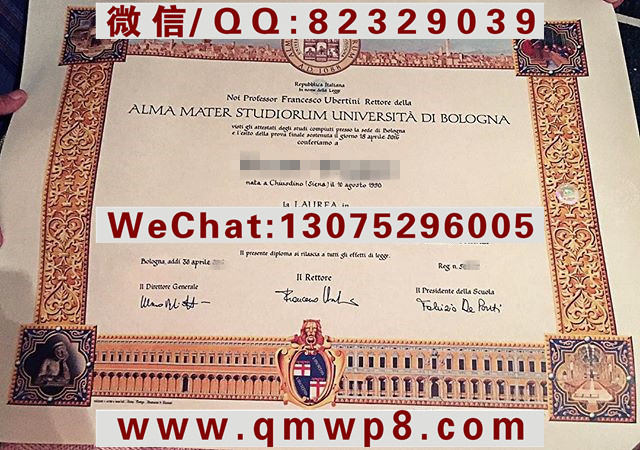 微信/QQ:82329039
A.D. 1088
Repubblica Italiana
In nome della Legge
Noi Professor Francesco Ubertini Rettore della
ALMA MATER STUDIORUM UNIVERSITÀ DI BOLOGNA
visti gli attestati degli studi compiuti presso la sede di Bologna
e l'esito della prova finale sostenuta il giorno 18 aprile 2016
conferiamo a
nata a Chiusdino (Siena) il 10 agosto 1990
la LAUREA in
WeChat:13075296005
Il presente diploma si rilascia a tutti gli effetti di legge.
Bologna, addì 30 aprile
Reg n. 5
Il Direttore Generale
Il Rettore
Il Presidente della Scuola
www.qmwp8.com